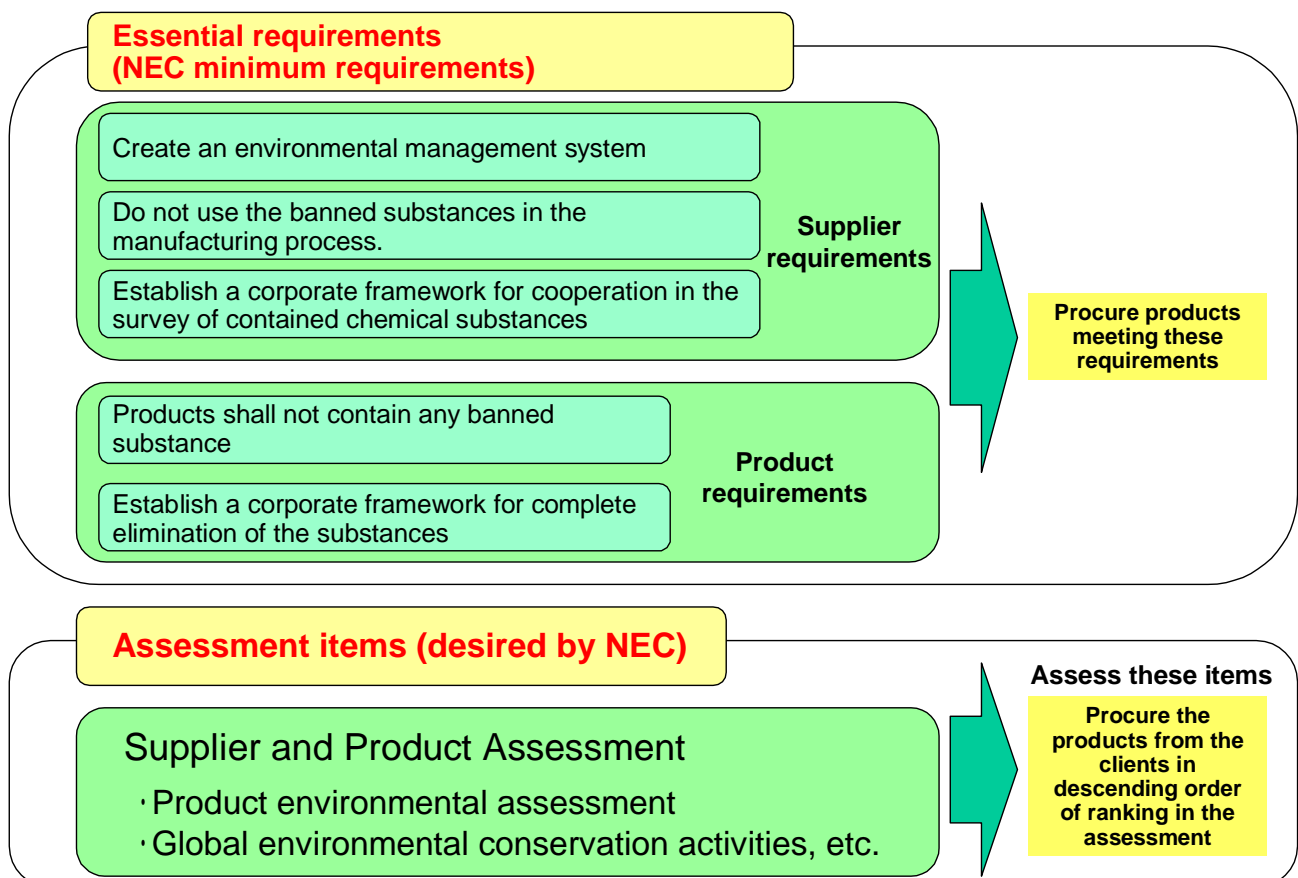 Essential requirements
(NEC minimum requirements)
Create an environmental management system
Do not use the banned substances in the
manufacturing process.
Establish a corporate framework for cooperation in the
survey of contained chemical substances
Supplier
requirements
Products shall not contain any banned
substance
Establish a corporate framework for complete
elimination of the substances
Product
requirements
Procure products
meeting these
requirements
Assessment items (desired by NEC)
Supplier and Product Assessment
・Product environmental assessment
・Global environmental conservation activities, etc.
Assess these items
Procure the
products from the
clients in
descending order
of ranking in the
assessment